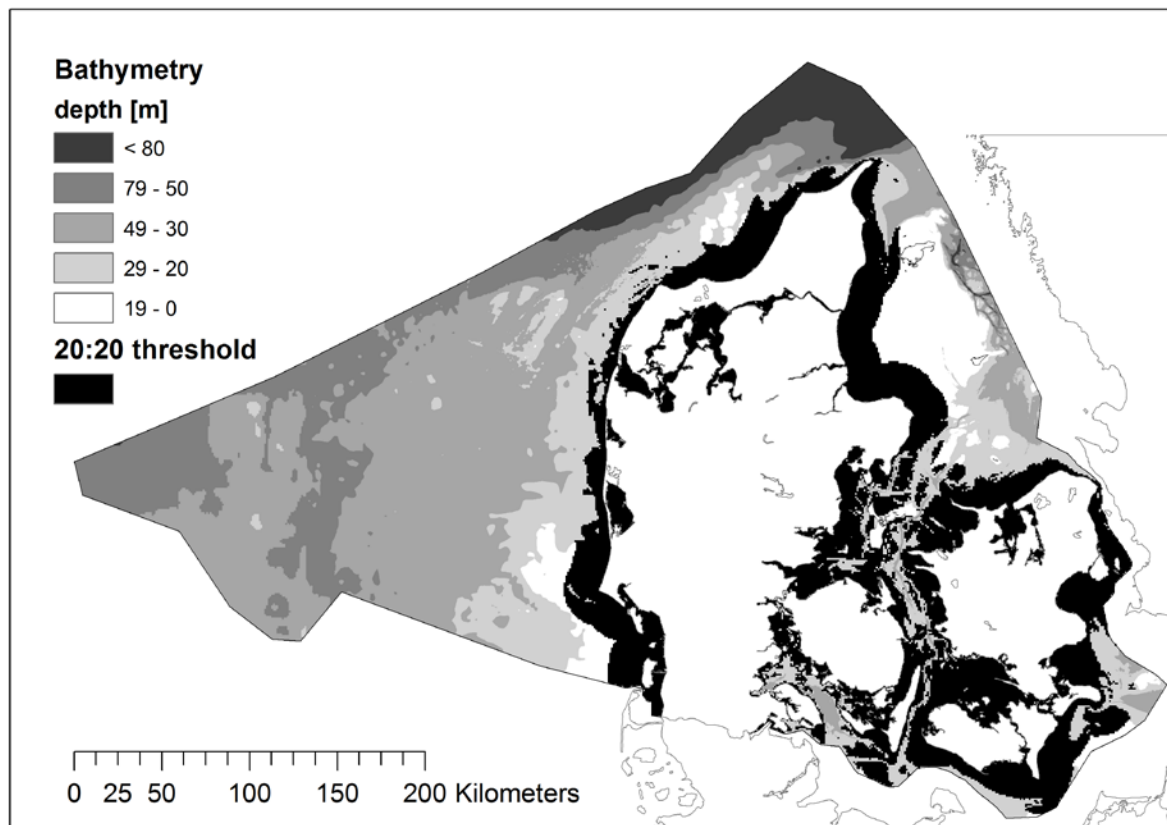 Bathymetry
depth [m]
< 80
79 - 50
49 - 30
29 - 20
19 - 0
20:20 threshold
0 25 50 100 150 200 Kilometers